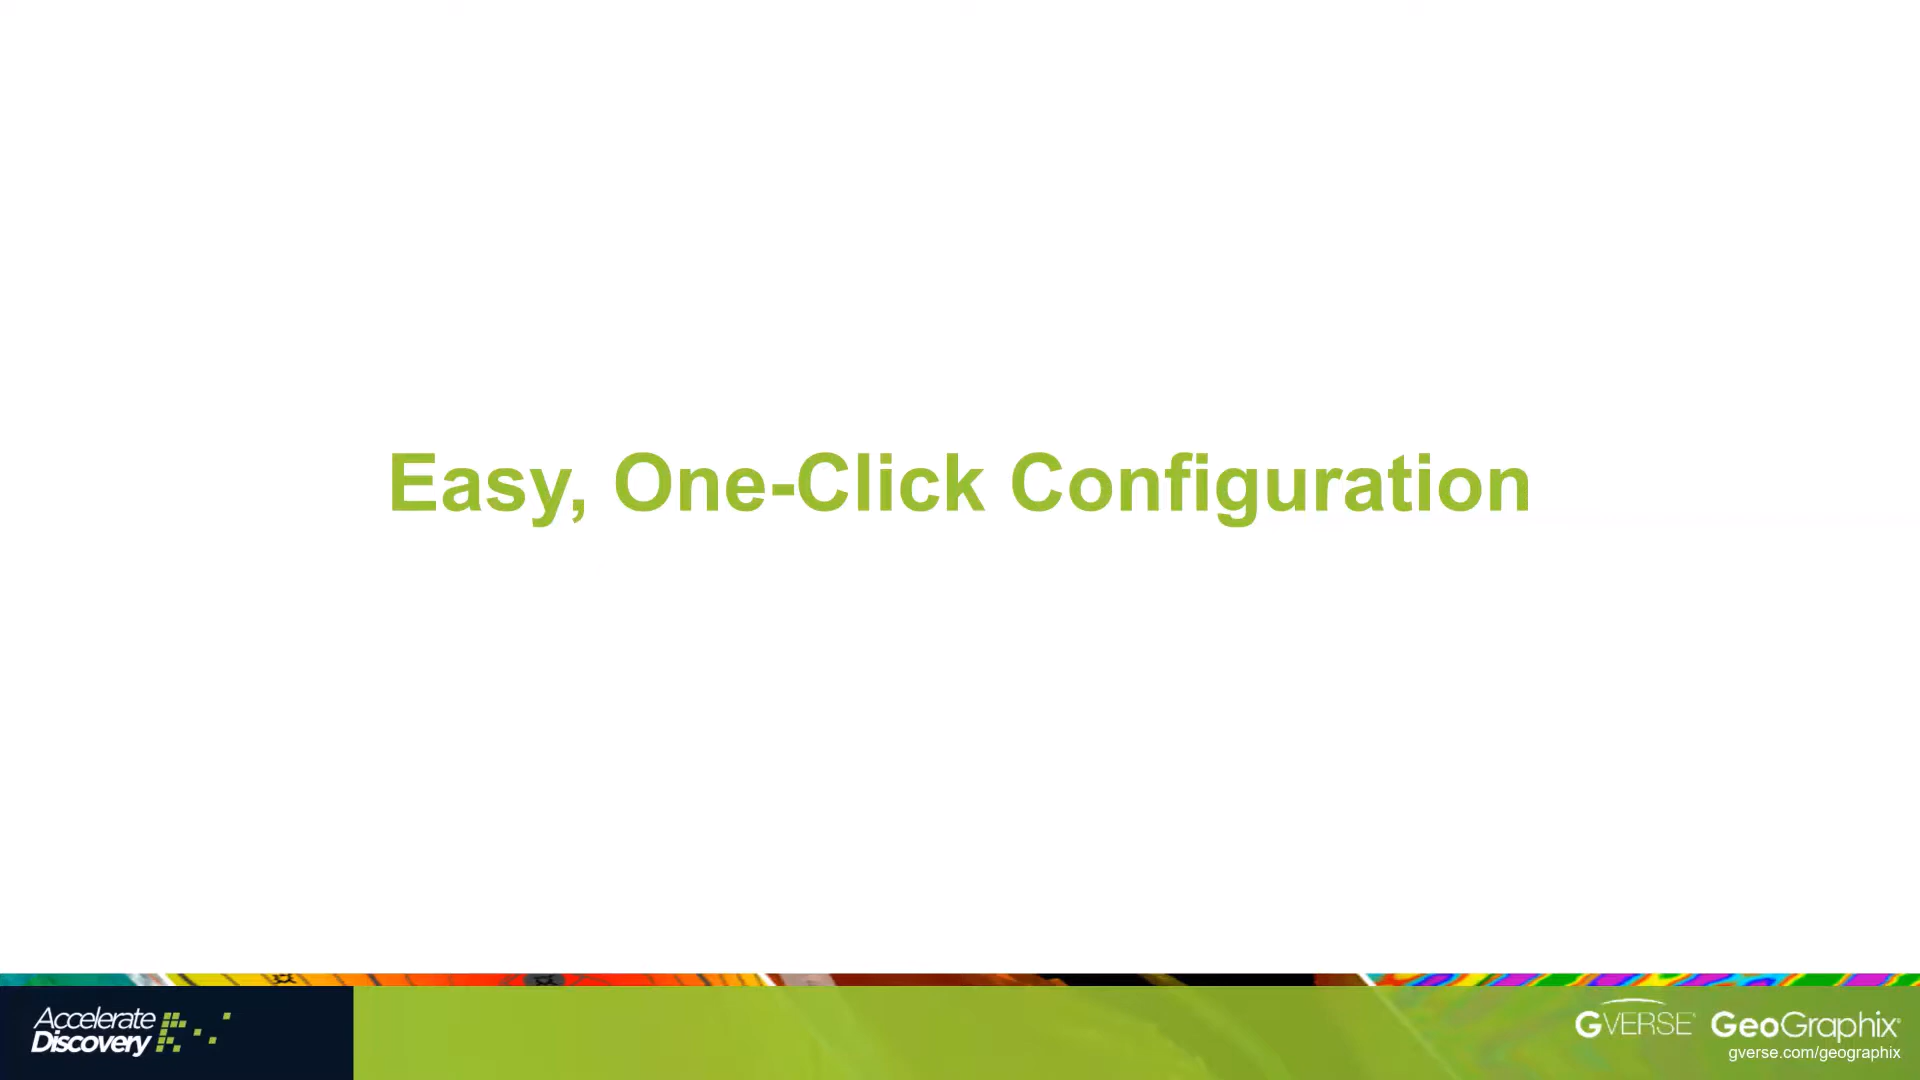 Easy, One-Click Configuration
Accelerate
Discovery
GVERSE® GeoGraphix®
gverse.com/geographix